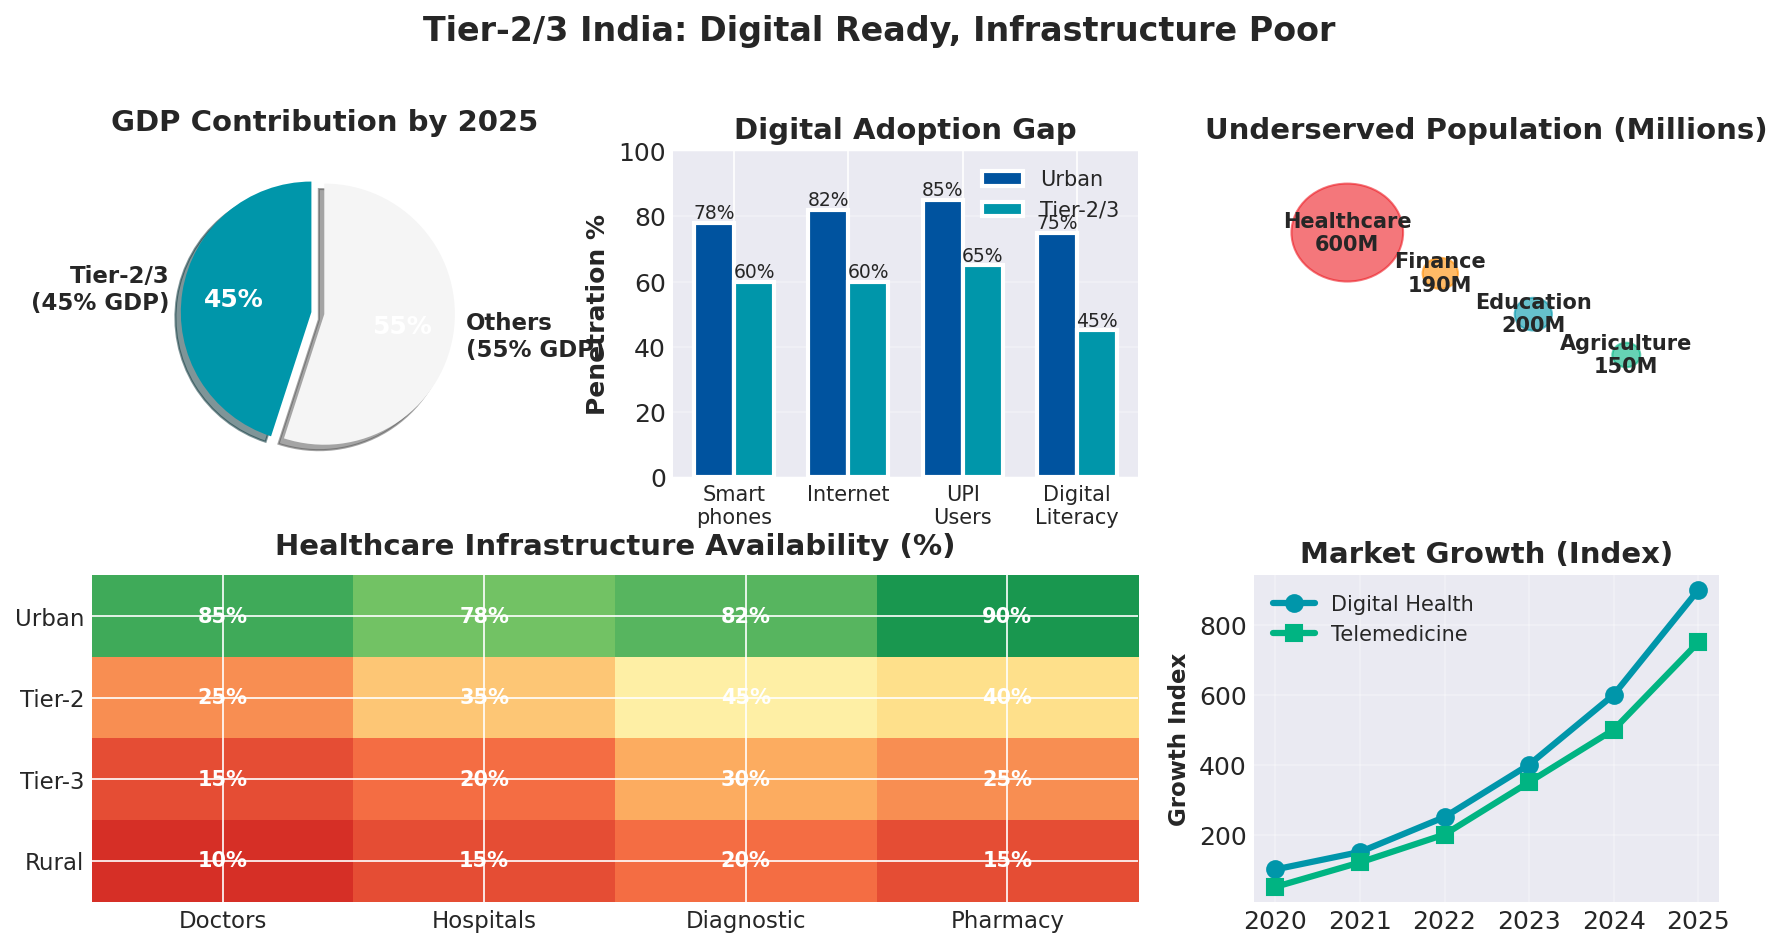 Tier-2/3 India: Digital Ready, Infrastructure Poor
GDP Contribution by 2025
Tier-2/3
(45% GDP)
45%
55%
Others
(55% GDP)
Digital Adoption Gap
Penetration %
100
80
60
40
20
0
Urban
Tier-2/3
78%
60%
82%
60%
85%
65%
75%
45%
Smart
phones
Internet
UPI
Users
Digital
Literacy
Underserved Population (Millions)
Healthcare
600M
Finance
190M
Education
200M
Agriculture
150M
Healthcare Infrastructure Availability (%)
Urban 85% 78% 82% 90%
Tier-2 25% 35% 45% 40%
Tier-3 15% 20% 30% 25%
Rural 10% 15% 20% 15%
Doctors Hospitals Diagnostic Pharmacy
Market Growth (Index)
Growth Index
Digital Health
Telemedicine
800
600
400
200
2020 2021 2022 2023 2024 2025